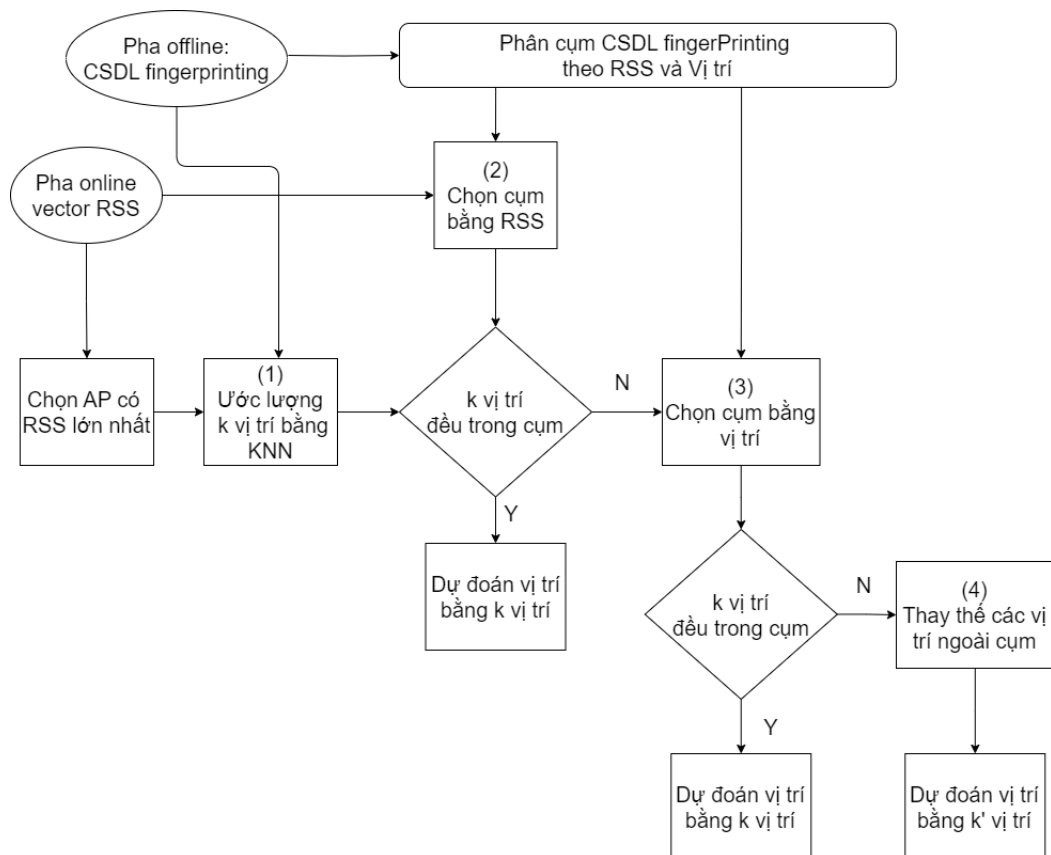 Pha offline:
CSDL fingerprinting
Phân cụm CSDL fingerPrinting
theo RSS và Vị trí
Pha online
vector RSS
(2)
Chọn cụm
bằng RSS
Chọn AP có
RSS lớn nhất
(1)
Ước lượng
k vị trí bằng
KNN
k vị trí
đều trong cụm
N
(3)
Chọn cụm bằng
vị trí
Y
Dự đoán vị trí
bằng k vị trí
k vị trí
đều trong cụm
N
(4)
Thay thế các vị
trí ngoài cụm
Y
Dự đoán vị trí
bằng k vị trí
Dự đoán vị trí
bằng k' vị trí